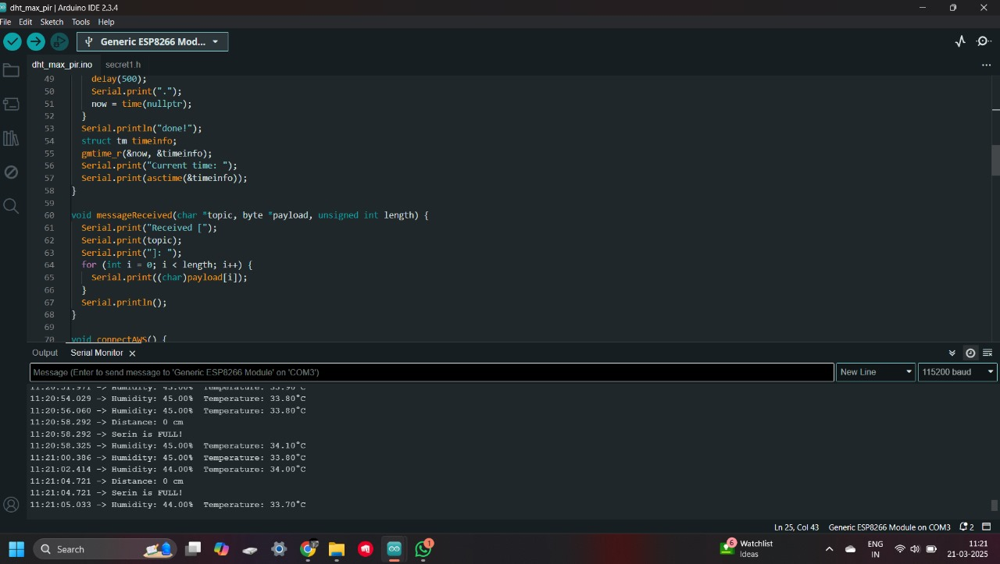 dht_max_pir | Arduino IDE 2.3.4
File Edit Sketch Tools Help
Generic ESP8266 Mod...
dht_max_pir.ino secret1.h
49 delay(500);
50 Serial.print(".");
51 now = time(nullptr);
52 }
53 Serial.println("done!");
54 struct tm timeinfo;
55 gmtime_r(&now, &timeinfo);
56 Serial.print("Current time: ");
57 Serial.print(asctime(&timeinfo));
58 }
59
60 void messageReceived(char *topic, byte *payload, unsigned int length) {
61 Serial.print("Received [");
62 Serial.print(topic);
63 Serial.print("]: ");
64 for (int i = 0; i < length; i++) {
65 Serial.print((char)payload[i]);
66 }
67 Serial.println();
68 }
69
70 void connectAWS() {
Output Serial Monitor
Message (Enter to send message to 'Generic ESP8266 Module' on 'COM3')
New Line 115200 baud
11:20:51.971 -> Humidity: 45.00% Temperature: 33.90°C
11:20:54.029 -> Humidity: 45.00% Temperature: 33.80°C
11:20:56.060 -> Humidity: 45.00% Temperature: 33.80°C
11:20:58.292 -> Distance: 0 cm
11:20:58.292 -> Serin is FULL!
11:20:58.325 -> Humidity: 45.00% Temperature: 34.10°C
11:21:00.386 -> Humidity: 45.00% Temperature: 33.80°C
11:21:02.414 -> Humidity: 44.00% Temperature: 34.00°C
11:21:04.721 -> Distance: 0 cm
11:21:04.721 -> Serin is FULL!
11:21:05.033 -> Humidity: 44.00% Temperature: 33.70°C
Ln 25, Col 43 Generic ESP8266 Module on COM3 2
Search
1
6
Watchlist
Ideas
ENG
IN
11:21
21-03-2025